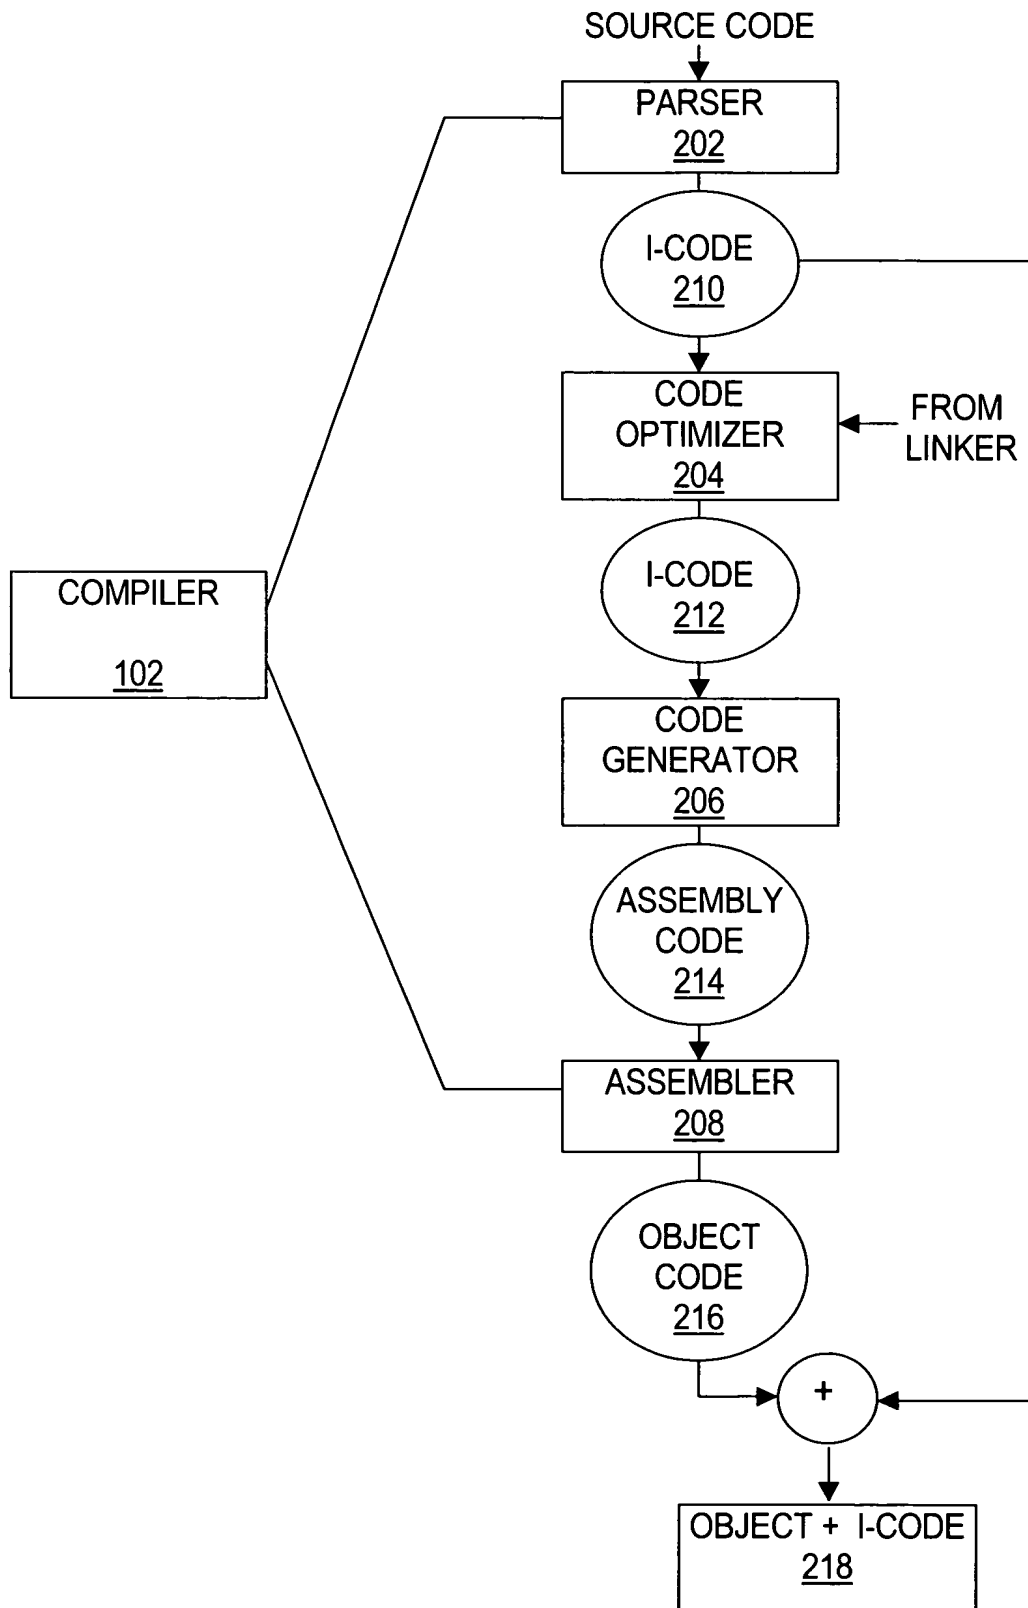 SOURCE CODE
PARSER
202
I-CODE
210
CODE
OPTIMIZER
204
FROM
LINKER
I-CODE
212
COMPILER
102
CODE
GENERATOR
206
ASSEMBLY
CODE
214
ASSEMBLER
208
OBJECT
CODE
216
+
OBJECT + I-CODE
218